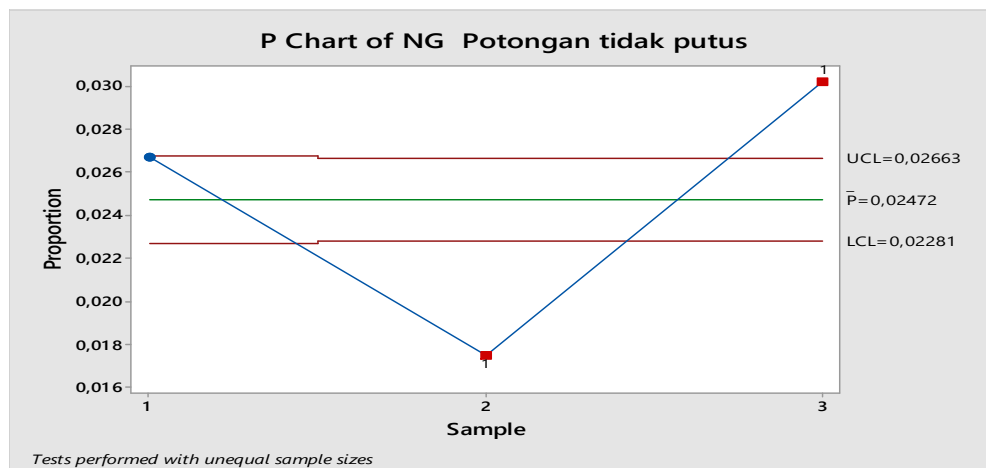 P Chart of NG Potongan tidak putus
1
0,030
0,028
0,026
0,024
0,022
0,020
0,018
0,016
Proportion
UCL=0,02663
P̅=0,02472
LCL=0,02281
1
1 2 3
Sample
Tests performed with unequal sample sizes